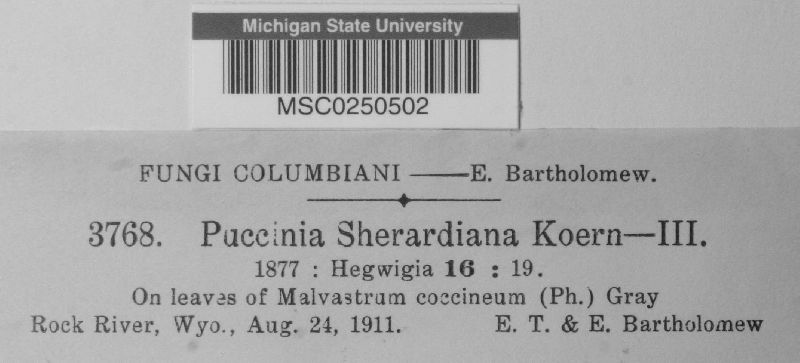 Michigan State University
MSC0250502
FUNGI COLUMBIANI —— E. Bartholomew.
3768. Puccinia Sherardiana Koern—III.
1877 : Hegwigia 16 : 19.
On leaves of Malvastrum coccineum (Ph.) Gray
Rock River, Wyo., Aug. 24, 1911. E. T. & E. Bartholomew